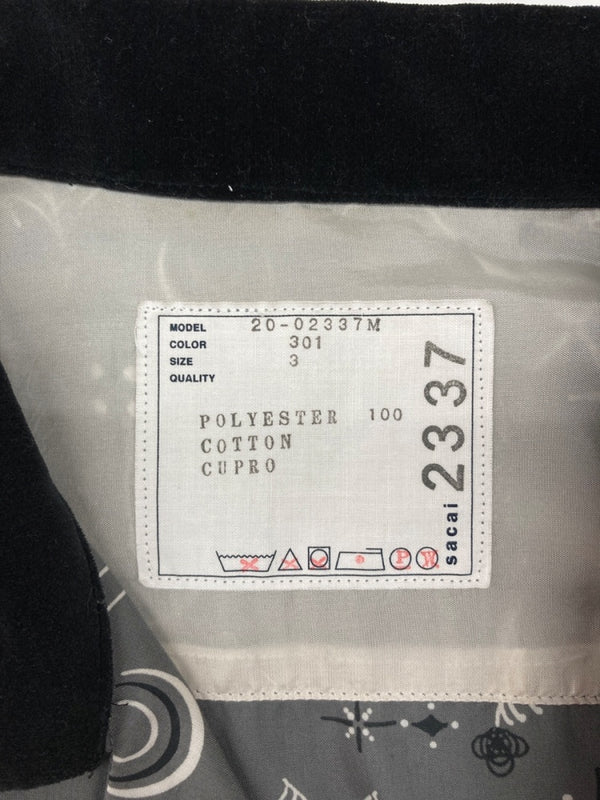 MODEL 20-02337M
COLOR 301
SIZE 3
QUALITY
POLYESTER 100
COTTON
CUPRO
P W
sacai 2337